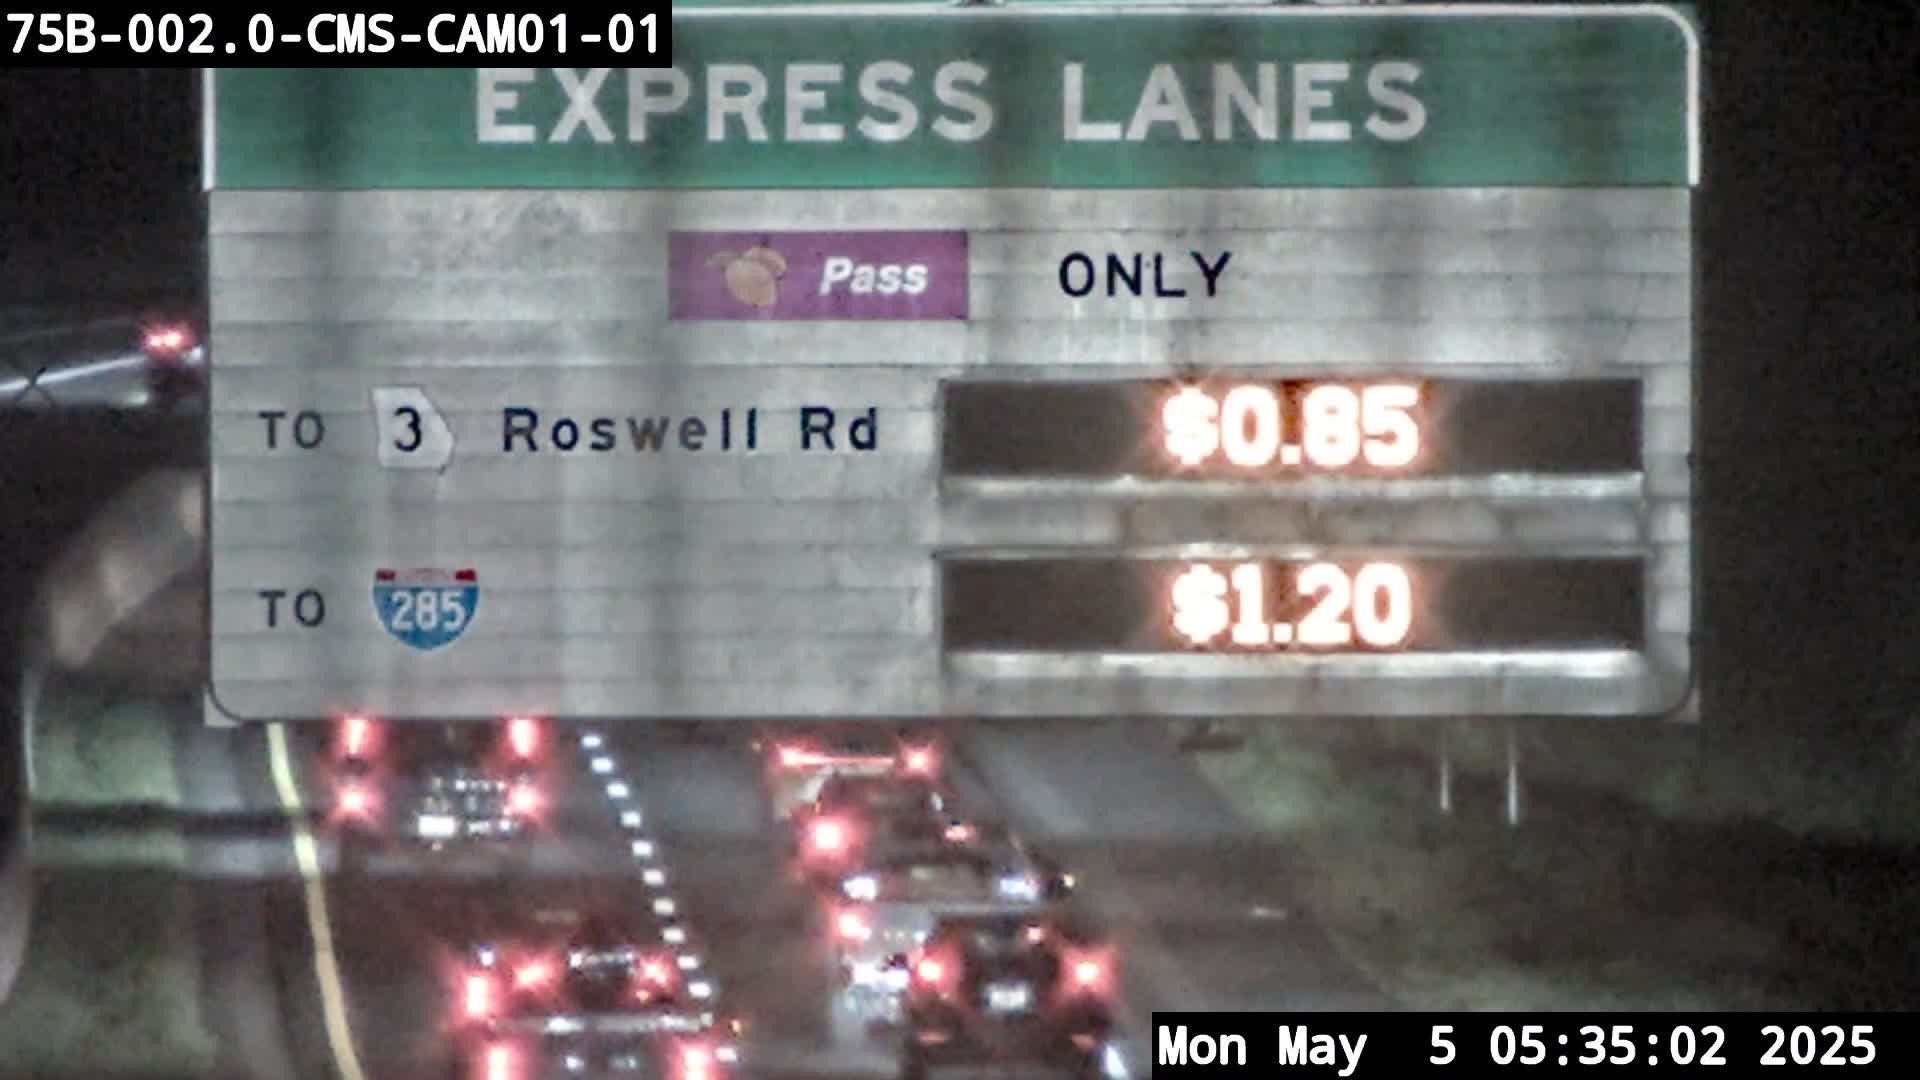 75B-002.0-CMS-CAM01-01
EXPRESS LANES
Pass ONLY
TO 3 Roswell Rd $0.85
TO 285 $1.20
Mon May 5 05:35:02 2025